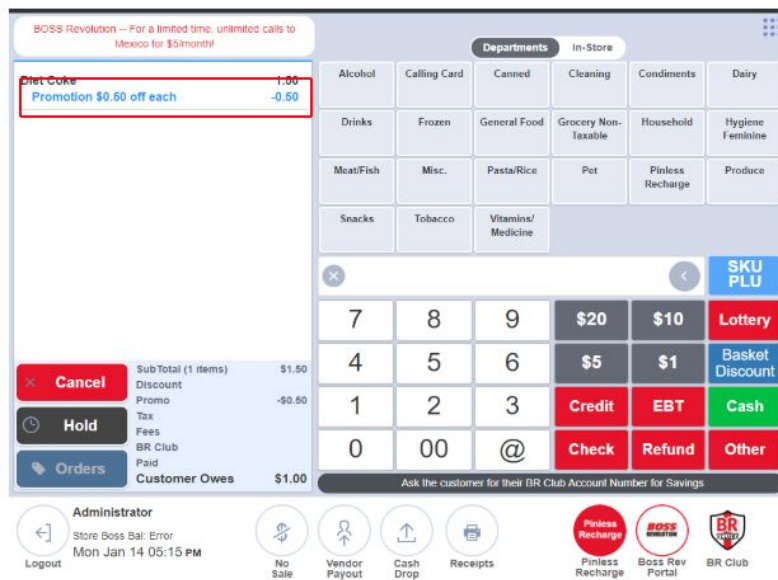 BOSS Revolution -- For a limited time, unlimited calls to
Mexico for $5/month!
Departments In-Store
Diet Coke
Promotion $0.50 off each -0.50
Alcohol Calling Card Canned Cleaning Condiments Dairy
Drinks Frozen General Food Grocery Non-Taxable Household Hygiene Feminine
Meat/Fish Misc. Pasta/Rice Pet Pinless Recharge Produce
Snacks Tobacco Vitamins/ Medicine
SKU
PLU
7 8 9 $20 $10 Lottery
4 5 6 $5 $1 Basket Discount
1 2 3 Credit EBT Cash
0 00 @ Check Refund Other
Cancel
Hold
Orders
SubTotal (1 items) $1.50
Discount
Promo -$0.50
Tax
Fees
BR Club
Paid
Customer Owes $1.00
Ask the customer for their BR Club Account Number for Savings
Administrator
Store Boss Bal: Error
Mon Jan 14 05:15 PM
Logout
No Sale
Vendor Payout
Cash Drop
Receipts
Pinless Recharge
Pinless Recharge
BOSS REVOLUTION
Boss Rev Portal
BR
BR Club